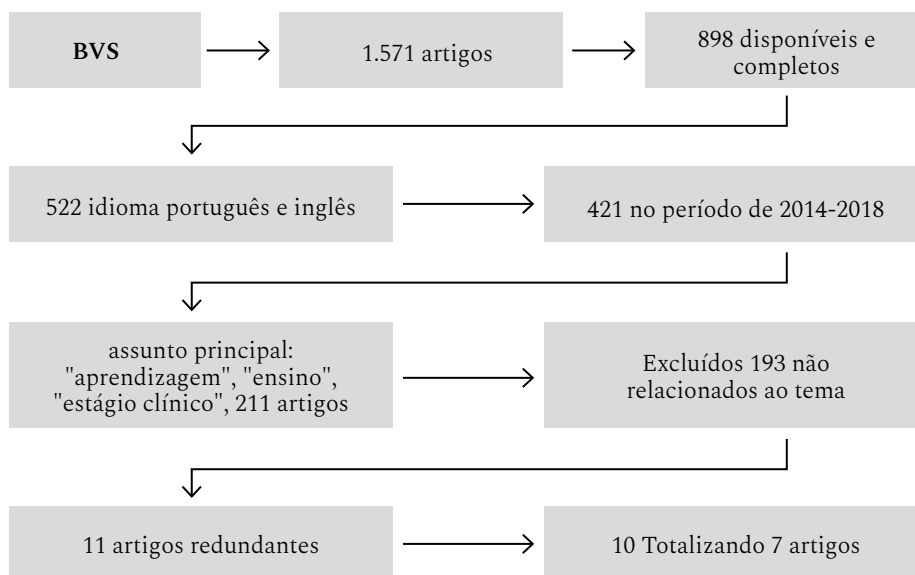 BVS
1.571 artigos
898 disponíveis e
completos
522 idioma português e inglês
421 no período de 2014-2018
assunto principal:
"aprendizagem", "ensino",
"estágio clínico", 211 artigos
Excluídos 193 não
relacionados ao tema
11 artigos redundantes
10 Totalizando 7 artigos